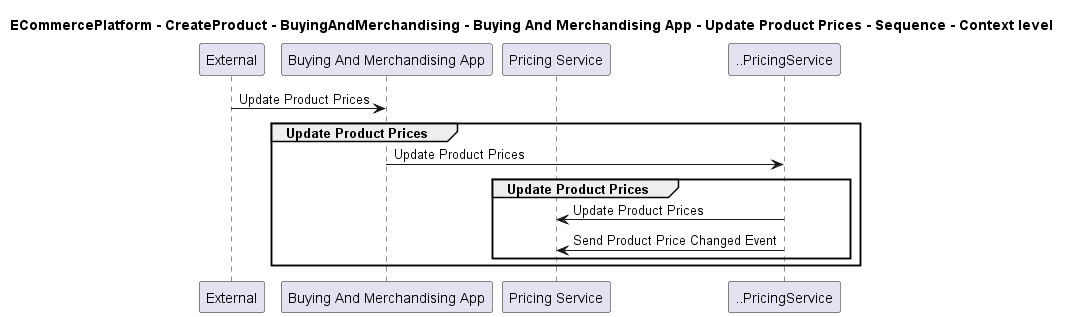 ECommercePlatform - CreateProduct - BuyingAndMerchandising - Buying And Merchandising App - Update Product Prices - Sequence - Context level
External
Buying And Merchandising App
Pricing Service
..PricingService
Update Product Prices
Update Product Prices
Update Product Prices
Update Product Prices
Update Product Prices
Send Product Price Changed Event
External
Buying And Merchandising App
Pricing Service
..PricingService